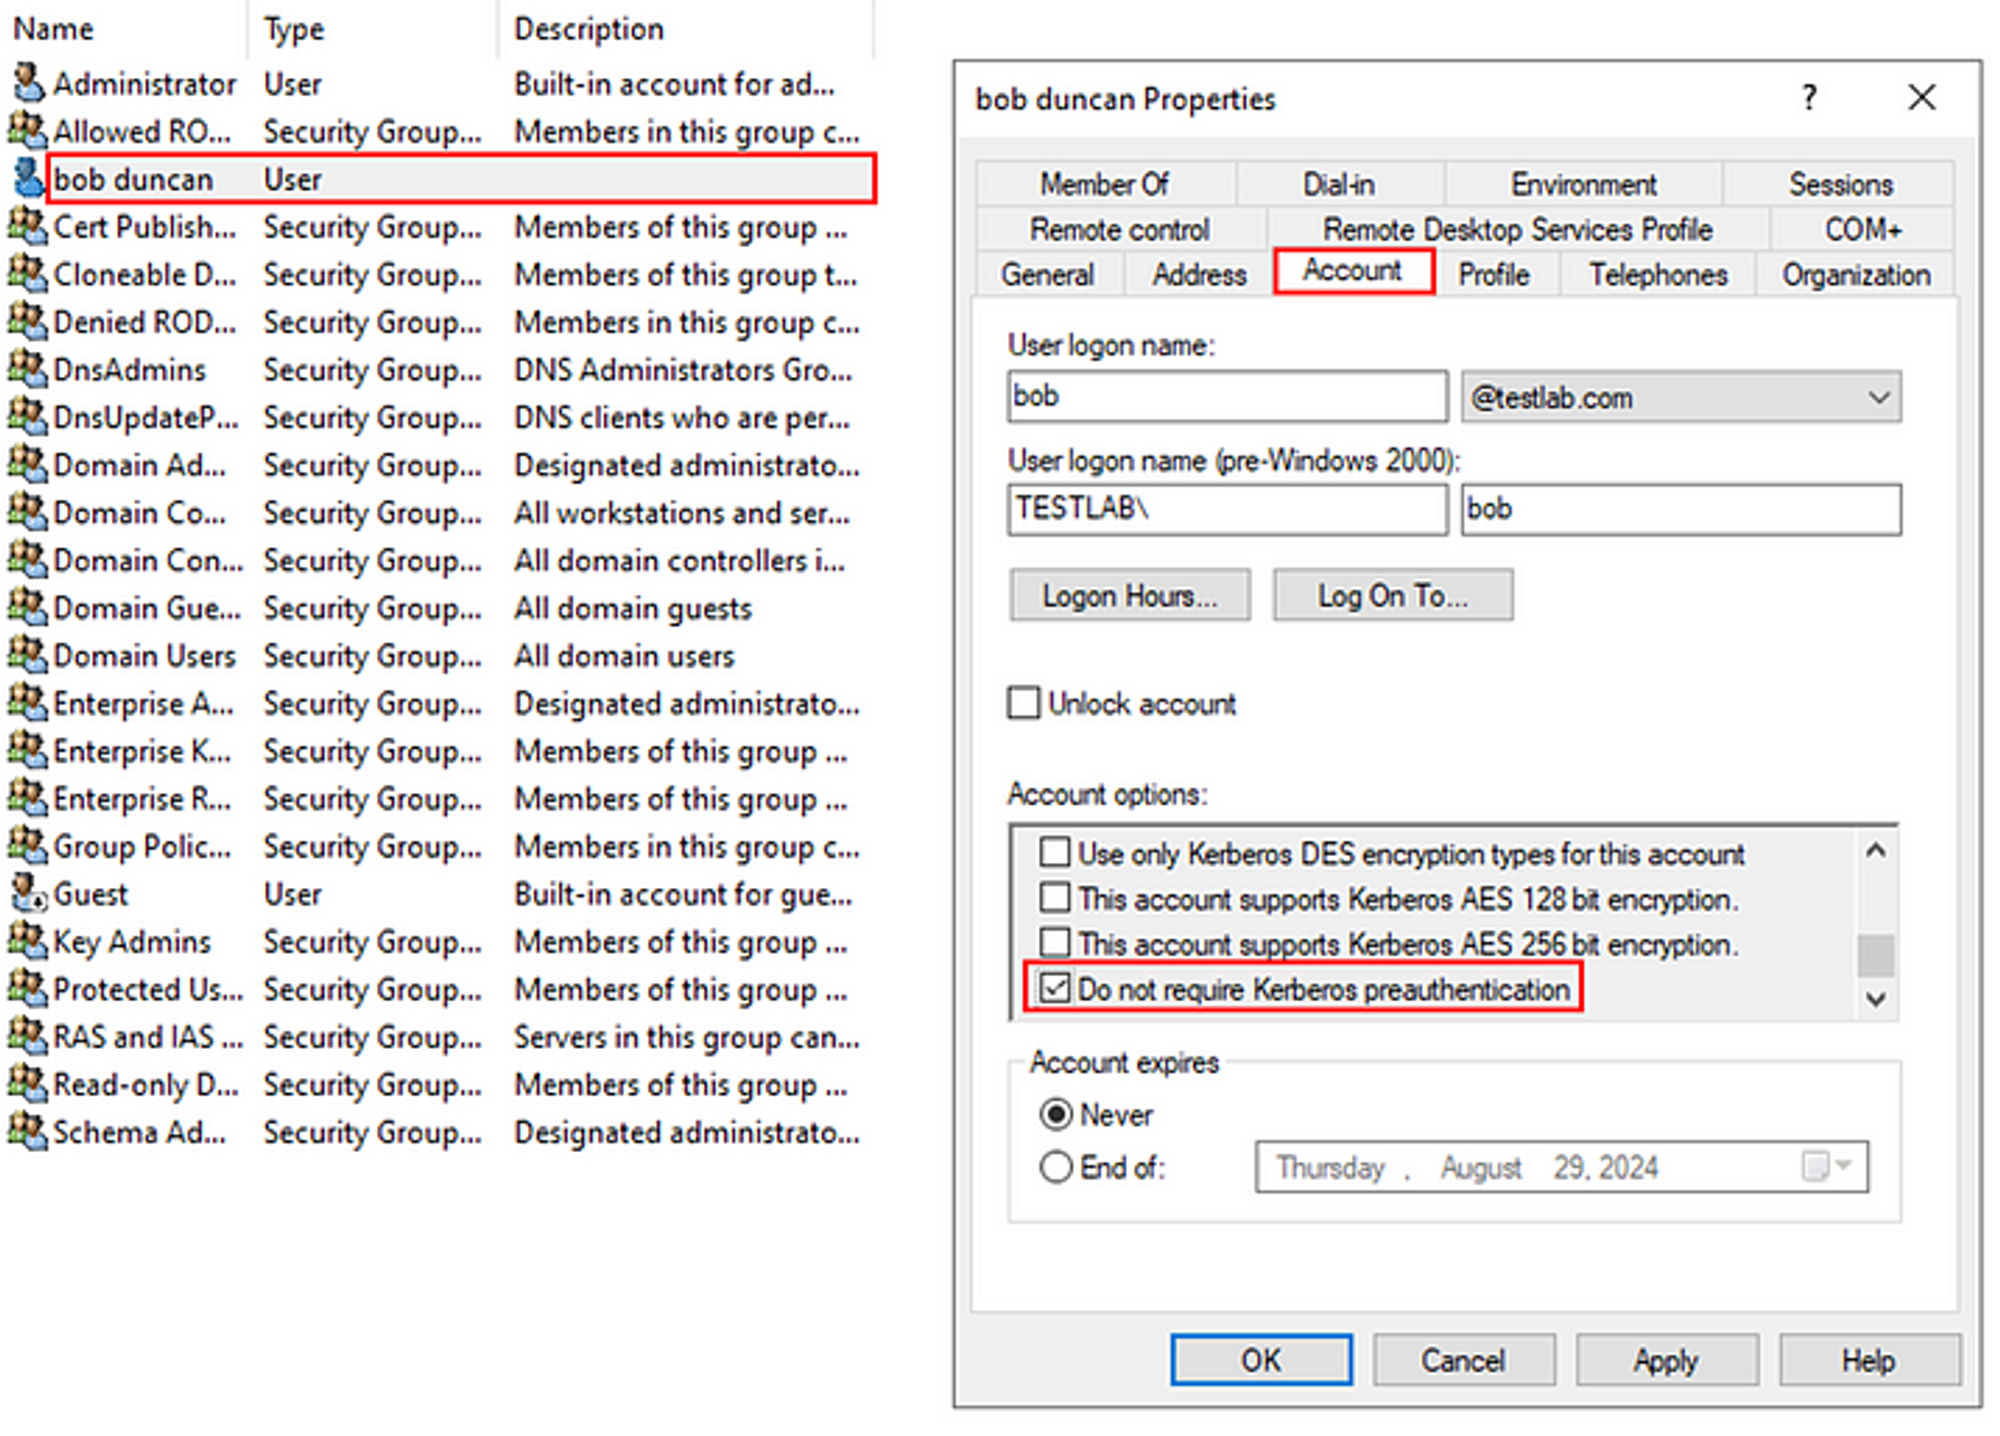 Name Type Description
Administrator User Built-in account for ad...
Allowed RO... Security Group... Members in this group c...
bob duncan User
Cert Publish... Security Group... Members of this group ...
Cloneable D... Security Group... Members of this group t...
Denied ROD... Security Group... Members in this group c...
DnsAdmins Security Group... DNS Administrators Gro...
DnsUpdateP... Security Group... DNS clients who are per...
Domain Ad... Security Group... Designated administrato...
Domain Co... Security Group... All workstations and ser...
Domain Con... Security Group... All domain controllers i...
Domain Gue... Security Group... All domain guests
Domain Users Security Group... All domain users
Enterprise A... Security Group... Designated administrato...
Enterprise K... Security Group... Members of this group ...
Enterprise R... Security Group... Members of this group ...
Group Polic... Security Group... Members in this group c...
Guest User Built-in account for gue...
Key Admins Security Group... Members of this group ...
Protected Us... Security Group... Members of this group ...
RAS and IAS ... Security Group... Servers in this group can...
Read-only D... Security Group... Members of this group ...
Schema Ad... Security Group... Designated administrato...
bob duncan Properties ?
Member Of Dial-in Environment Sessions
Remote control Remote Desktop Services Profile COM+
General Address Account Profile Telephones Organization
User logon name:
bob @testlab.com
User logon name (pre-Windows 2000):
TESTLAB\ bob
Logon Hours... Log On To...
Unlock account
Account options:
Use only Kerberos DES encryption types for this account
This account supports Kerberos AES 128 bit encryption.
This account supports Kerberos AES 256 bit encryption.
Do not require Kerberos preauthentication
Account expires
Never
End of: Thursday , August 29, 2024
OK Cancel Apply Help